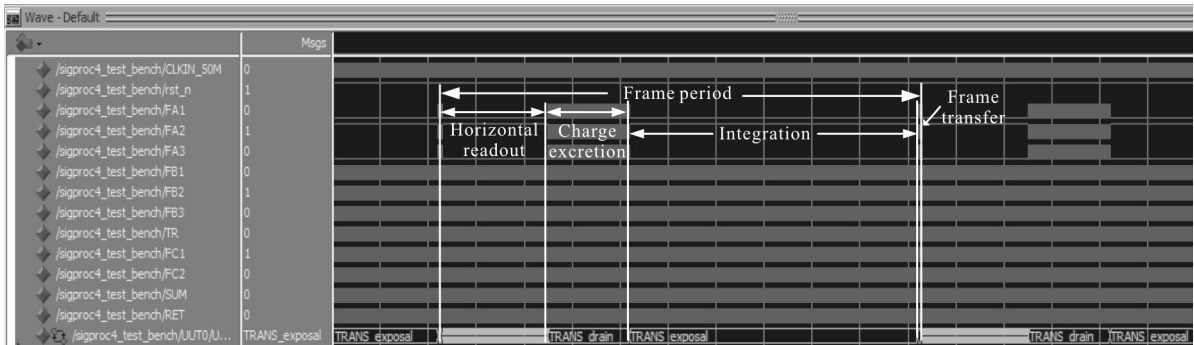 Wave - Default
Msgs
/sigproc4_test_bench/CLKIN_50M 0
/sigproc4_test_bench/rst_n 1
/sigproc4_test_bench/FA1 0
/sigproc4_test_bench/FA2 1
/sigproc4_test_bench/FA3 0
/sigproc4_test_bench/FB1 0
/sigproc4_test_bench/FB2 1
/sigproc4_test_bench/FB3 0
/sigproc4_test_bench/TR 0
/sigproc4_test_bench/FC1 1
/sigproc4_test_bench/FC2 0
/sigproc4_test_bench/SUM 0
/sigproc4_test_bench/RET 0
/sigproc4_test_bench/UUT0/U... TRANS_exposal TRANS_exposal TRANS_drain TRANS_exposal TRANS_drain TRANS_exposal
Frame period
Frame
transfer
Horizontal
readout
Charge
excretion
Integration